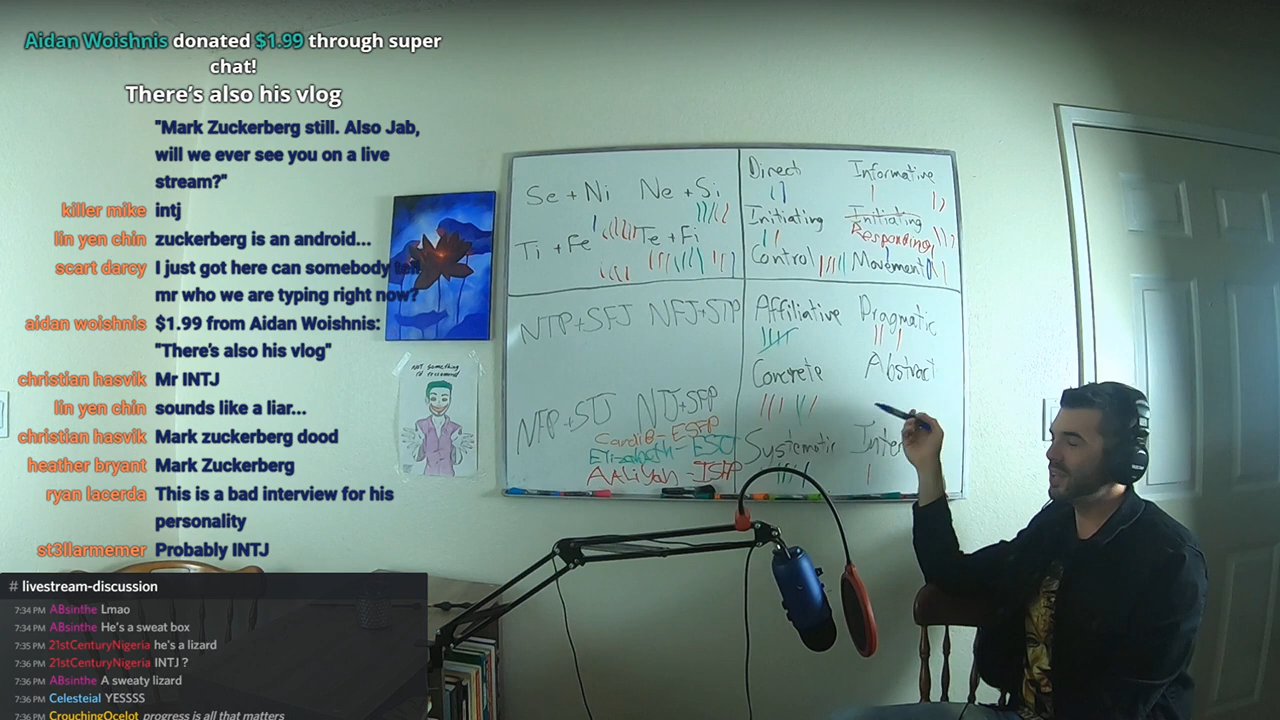 Aidan Woishnis donated $1.99 through super
chat!
There's also his vlog
"Mark Zuckerberg still. Also Jab,
will we ever see you on a live
stream?"
killer mike intj
lin yen chin zuckerberg is an android...
scart darcy I just got here can somebody tell
mr who we are typing right now?
aidan woishnis $1.99 from Aidan Woishnis:
"There's also his vlog"
christian hasvik Mr INTJ
lin yen chin sounds like a liar...
christian hasvik Mark zuckerberg dood
heather bryant Mark Zuckerberg
ryan lacerda This is a bad interview for his
personality
st3llarmemer Probably INTJ
# livestream-discussion
7:34 PM ABsinthe Lmao
7:34 PM ABsinthe He's a sweat box
7:35 PM 21stCenturyNigeria he's a lizard
7:36 PM 21stCenturyNigeria INTJ ?
7:36 PM ABsinthe A sweaty lizard
7:36 PM Celesteial YESSSS
7:36 PM CrouchingOcelot progress is all that matters
Se + Ni Ne + Si
Ti + Fe Te + Fi
NTP + SFJ NFJ + STP
NFP + STJ NTJ + SFP
Cardi B - ESFP
Elizabeth - ESTJ
AALiyah - ISFP
Direct Informative
Initiating Initiating
Responding
Control Movement
Affiliative Pragmatic
Concrete Abstract
Systematic Inter
NOT something
I'd recommend